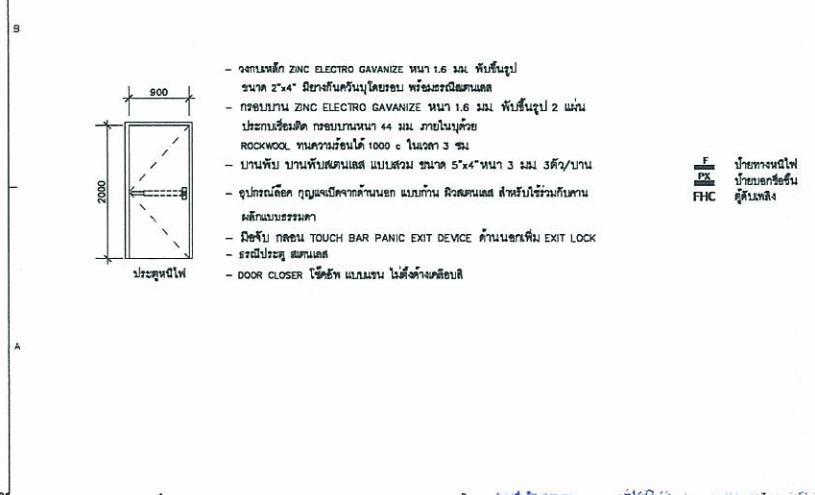 B
– วงกบเหล็ก ZINC ELECTRO GAVANIZE หนา 1.6 มม. พับขึ้นรูป
ขนาด 2"x4" มียางกันควันบุโดยรอบ พร้อมธรณีสแตนเลส
900
– กรอบบาน ZINC ELECTRO GAVANIZE หนา 1.6 มม. พับขึ้นรูป 2 แผ่น
ประกบเชื่อมติด กรอบบานหนา 44 มม. ภายในบุด้วย
ROCKWOOL ทนความร้อนได้ 1000 c ในเวลา 3 ชม
– บานพับ บานพับสแตนเลส แบบสวม ขนาด 5"x4"หนา 3 มม 3ตัว/บาน
2000
– อุปกรณ์ล็อค กุญแจเปิดจากด้านนอก แบบก้าน ผิวสแตนเลส สำหรับใช้ร่วมกับคาน
ผลักแบบธรรมดา
– มือจับ กลอน TOUCH BAR PANIC EXIT DEVICE ด้านนอกเพิ่ม EXIT LOCK
– ธรณีประตู สแตนเลส
– DOOR CLOSER โช๊คอัพ แบบแขน ไม่ตั้งค้างเคลือบสี
ประตูหนีไฟ
F ป้ายทางหนีไฟ
PX ป้ายบอกชื่อชั้น
FHC ตู้ดับเพลิง
A